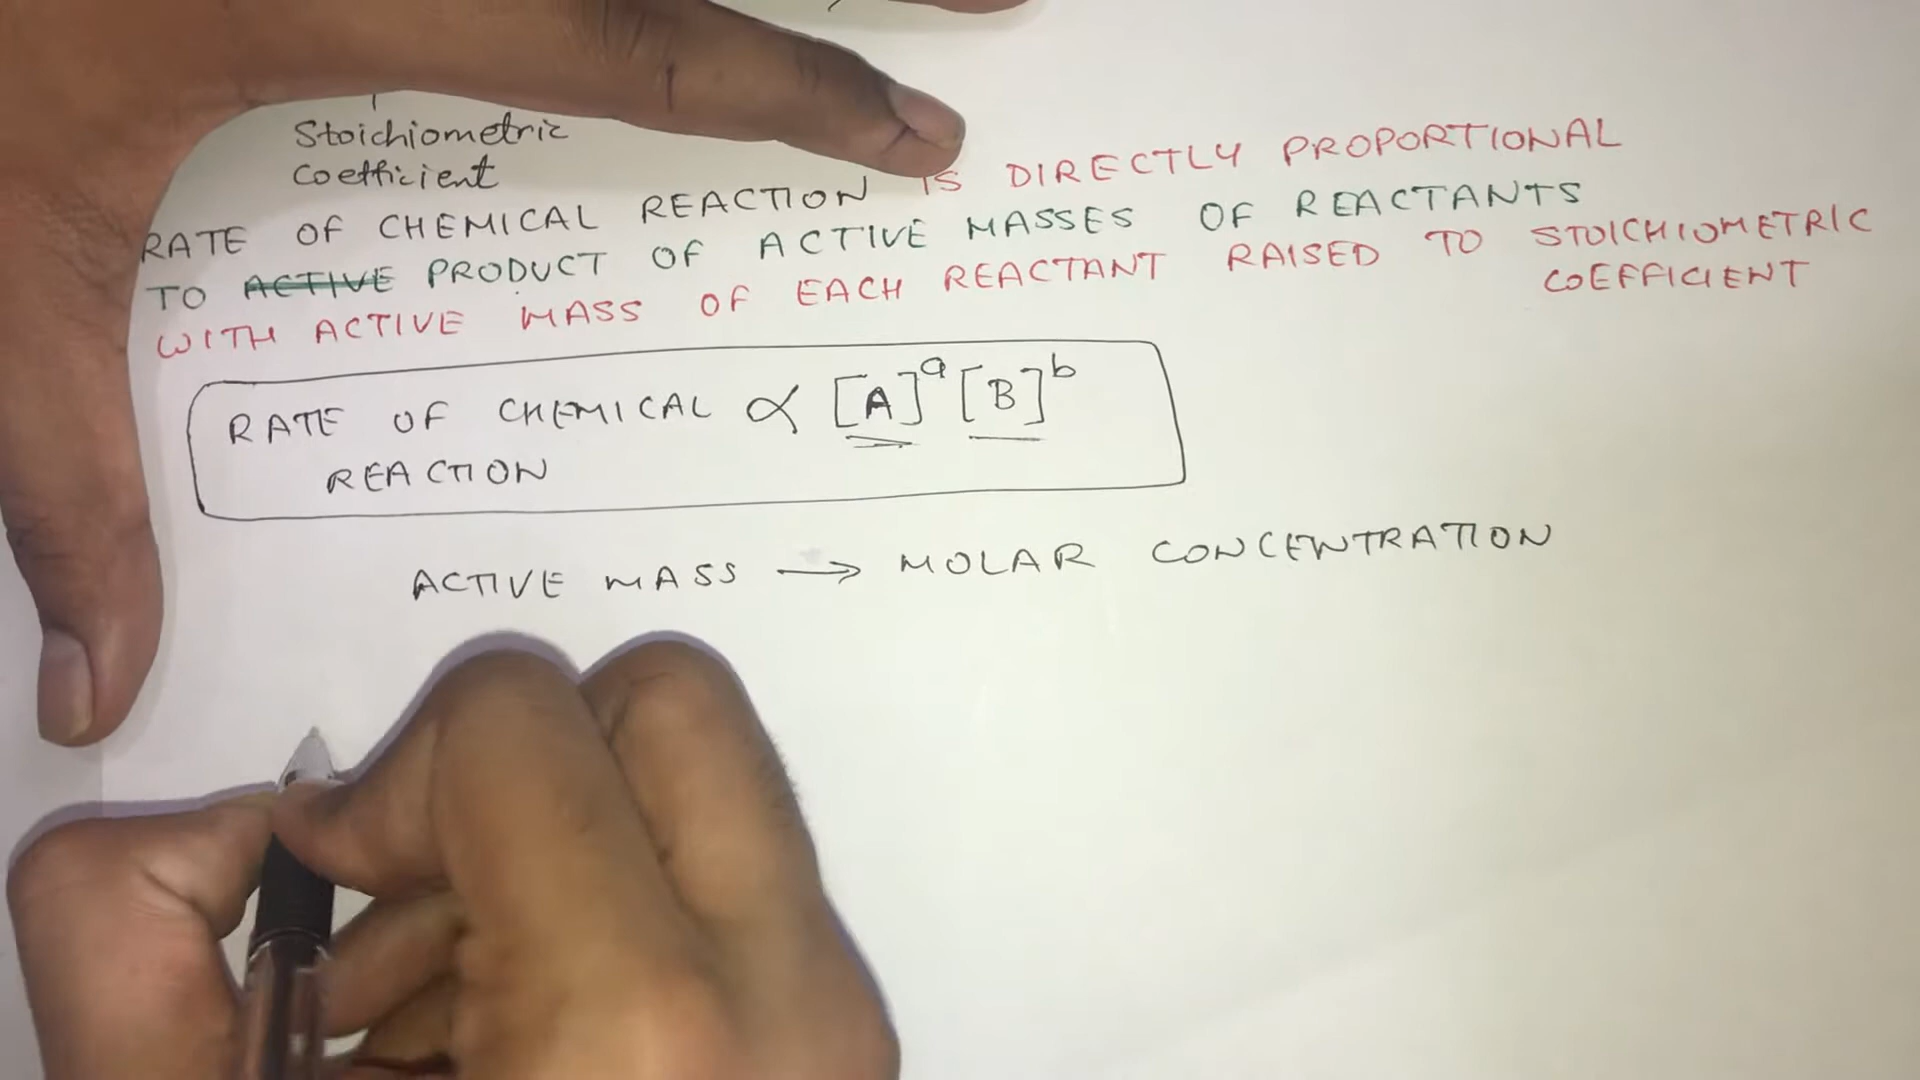 Stoichiometric
Coefficient
RATE OF CHEMICAL REACTION IS DIRECTLY PROPORTIONAL
TO ACTIVE PRODUCT OF ACTIVE MASSES OF REACTANTS
WITH ACTIVE MASS OF EACH REACTANT RAISED TO STOICHIOMETRIC
COEFFICIENT
RATE OF CHEMICAL ∝ [A]ᵃ [B]ᵇ
REACTION
ACTIVE MASS → MOLAR CONCENTRATION